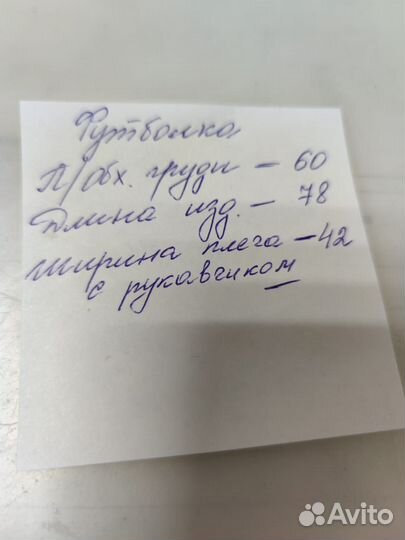 Футболка
П/обх. груди – 60
Длина изд. – 78
Ширина плеча – 42
с рукавчиком
Avito